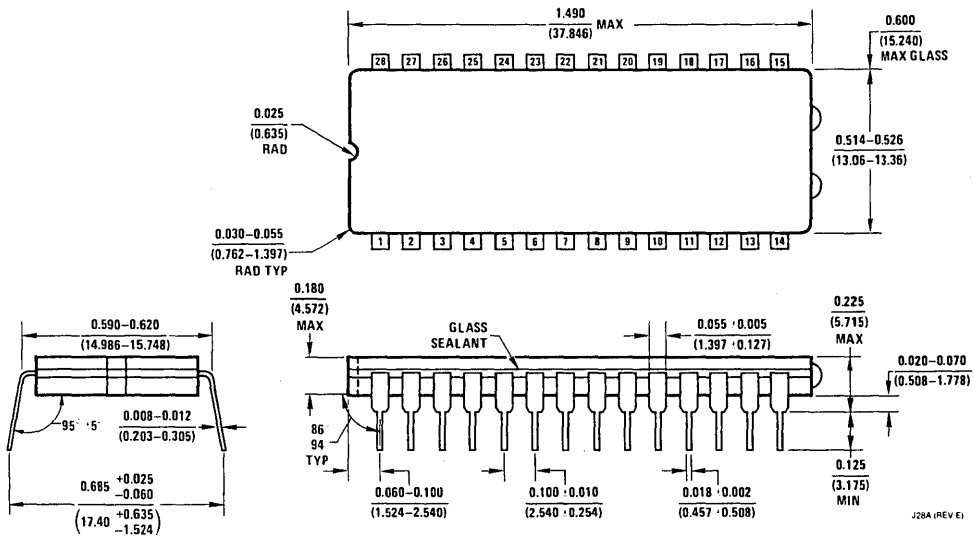 1.490
(37.846)
MAX
0.600
(15.240)
MAX GLASS
28 27 26 25 24 23 22 21 20 19 18 17 16 15
0.025
(0.635)
RAD
0.514–0.526
(13.06–13.36)
0.030–0.055
(0.762–1.397)
RAD TYP
1 2 3 4 5 6 7 8 9 10 11 12 13 14
0.180
(4.572)
MAX
0.590–0.620
(14.986–15.748)
GLASS
SEALANT
0.055 0.005
(1.397 0.127)
0.225
(5.715)
MAX
0.020–0.070
(0.508–1.778)
0.008–0.012
(0.203–0.305)
95 5
86
94
TYP
0.685 +0.025
−0.060
(17.40 +0.635
−1.524)
0.060–0.100
(1.524–2.540)
0.100 0.010
(2.540 0.254)
0.018 0.002
(0.457 0.508)
0.125
(3.175)
MIN
J28A (REV E)